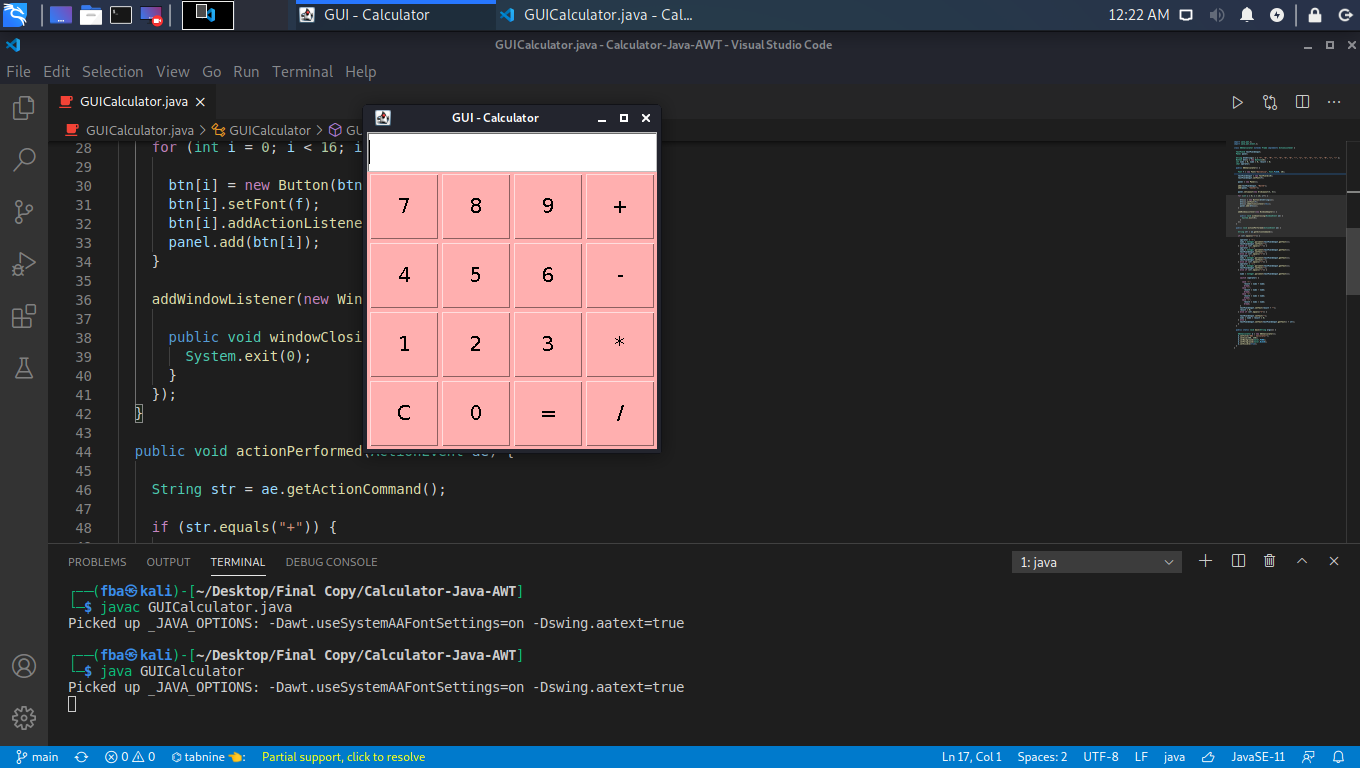 GUI - Calculator
GUICalculator.java - Cal...
12:22 AM
GUICalculator.java - Calculator-Java-AWT - Visual Studio Code
File Edit Selection View Go Run Terminal Help
GUICalculator.java
GUICalculator.java > GUICalculator > GU
28 for (int i = 0; i < 16; i
29
30 btn[i] = new Button(btn
31 btn[i].setFont(f);
32 btn[i].addActionListene
33 panel.add(btn[i]);
34 }
35
36 addWindowListener(new Win
37
38 public void windowClosi
39 System.exit(0);
40 }
41 });
42 }
43
44 public void actionPerformed(ActionEvent ae) {
45
46 String str = ae.getActionCommand();
47
48 if (str.equals("+")) {
GUI - Calculator
7 8 9 +
4 5 6 -
1 2 3 *
C 0 = /
PROBLEMS OUTPUT TERMINAL DEBUG CONSOLE
1: java
┌──(fba㉿kali)-[~/Desktop/Final Copy/Calculator-Java-AWT]
└─$ javac GUICalculator.java
Picked up _JAVA_OPTIONS: -Dawt.useSystemAAFontSettings=on -Dswing.aatext=true
┌──(fba㉿kali)-[~/Desktop/Final Copy/Calculator-Java-AWT]
└─$ java GUICalculator
Picked up _JAVA_OPTIONS: -Dawt.useSystemAAFontSettings=on -Dswing.aatext=true
main 0 0 tabnine 👈: Partial support, click to resolve
Ln 17, Col 1 Spaces: 2 UTF-8 LF java JavaSE-11